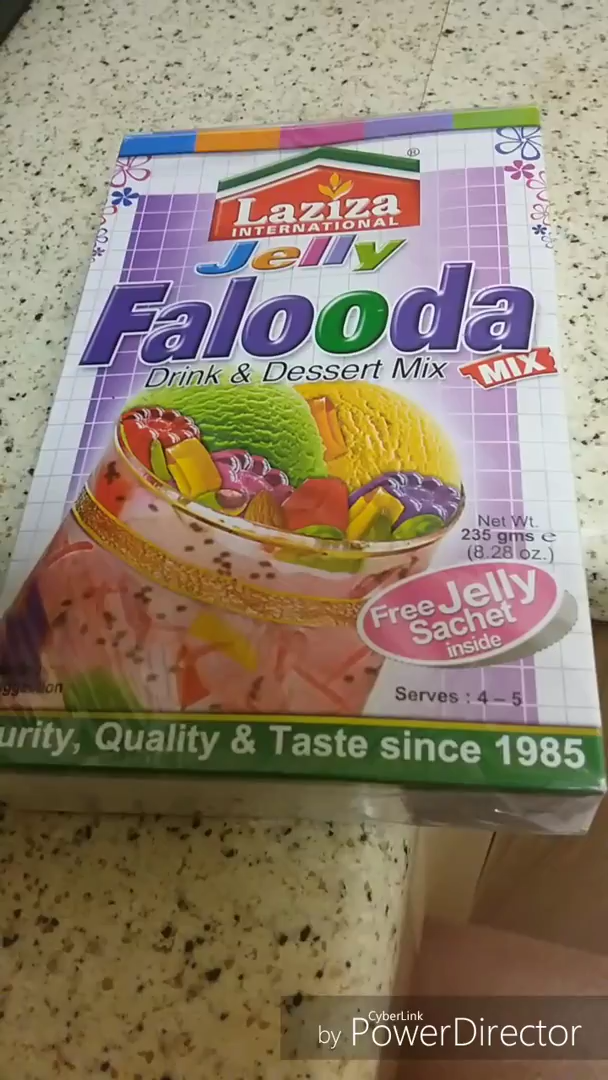 Laziza ®
INTERNATIONAL
Jelly
Falooda
Drink & Dessert Mix MIX
Net Wt.
235 gms e
(8.28 oz.)
Free Jelly
Sachet
inside
Serves : 4 – 5
urity, Quality & Taste since 1985
CyberLink
by PowerDirector